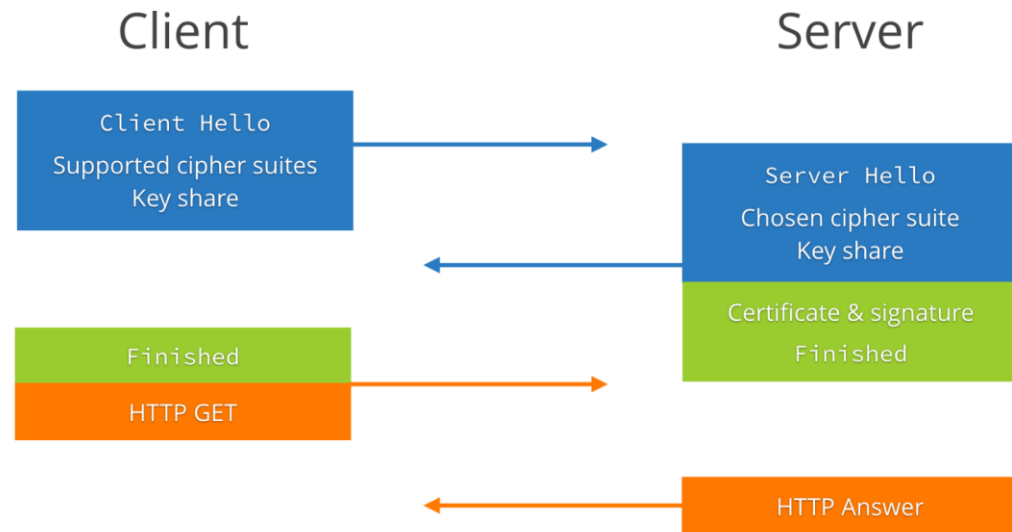 Client
Server
Client Hello
Supported cipher suites
Key share
Server Hello
Chosen cipher suite
Key share
Certificate & signature
Finished
Finished
HTTP GET
HTTP Answer